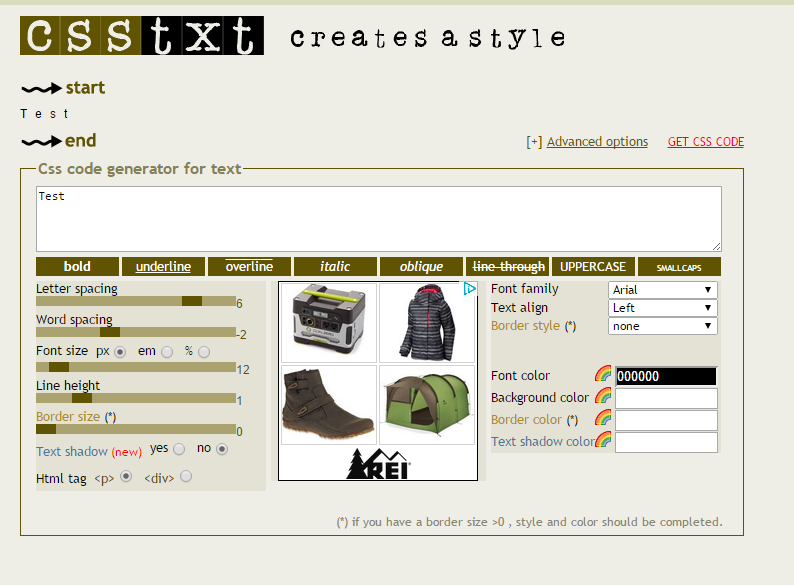 csstxt creates a style
start
Test
end
[+] Advanced options GET CSS CODE
Css code generator for text
Test
bold underline overline italic oblique line-through UPPERCASE SMALLCAPS
Letter spacing 6
Word spacing -2
Font size px em %
12
Line height 1
Border size (*) 0
Text shadow (new) yes no
Html tag <p> <div>
REI
Font family Arial
Text align Left
Border style (*) none
Font color 000000
Background color
Border color (*)
Text shadow color
(*) if you have a border size >0 , style and color should be completed.